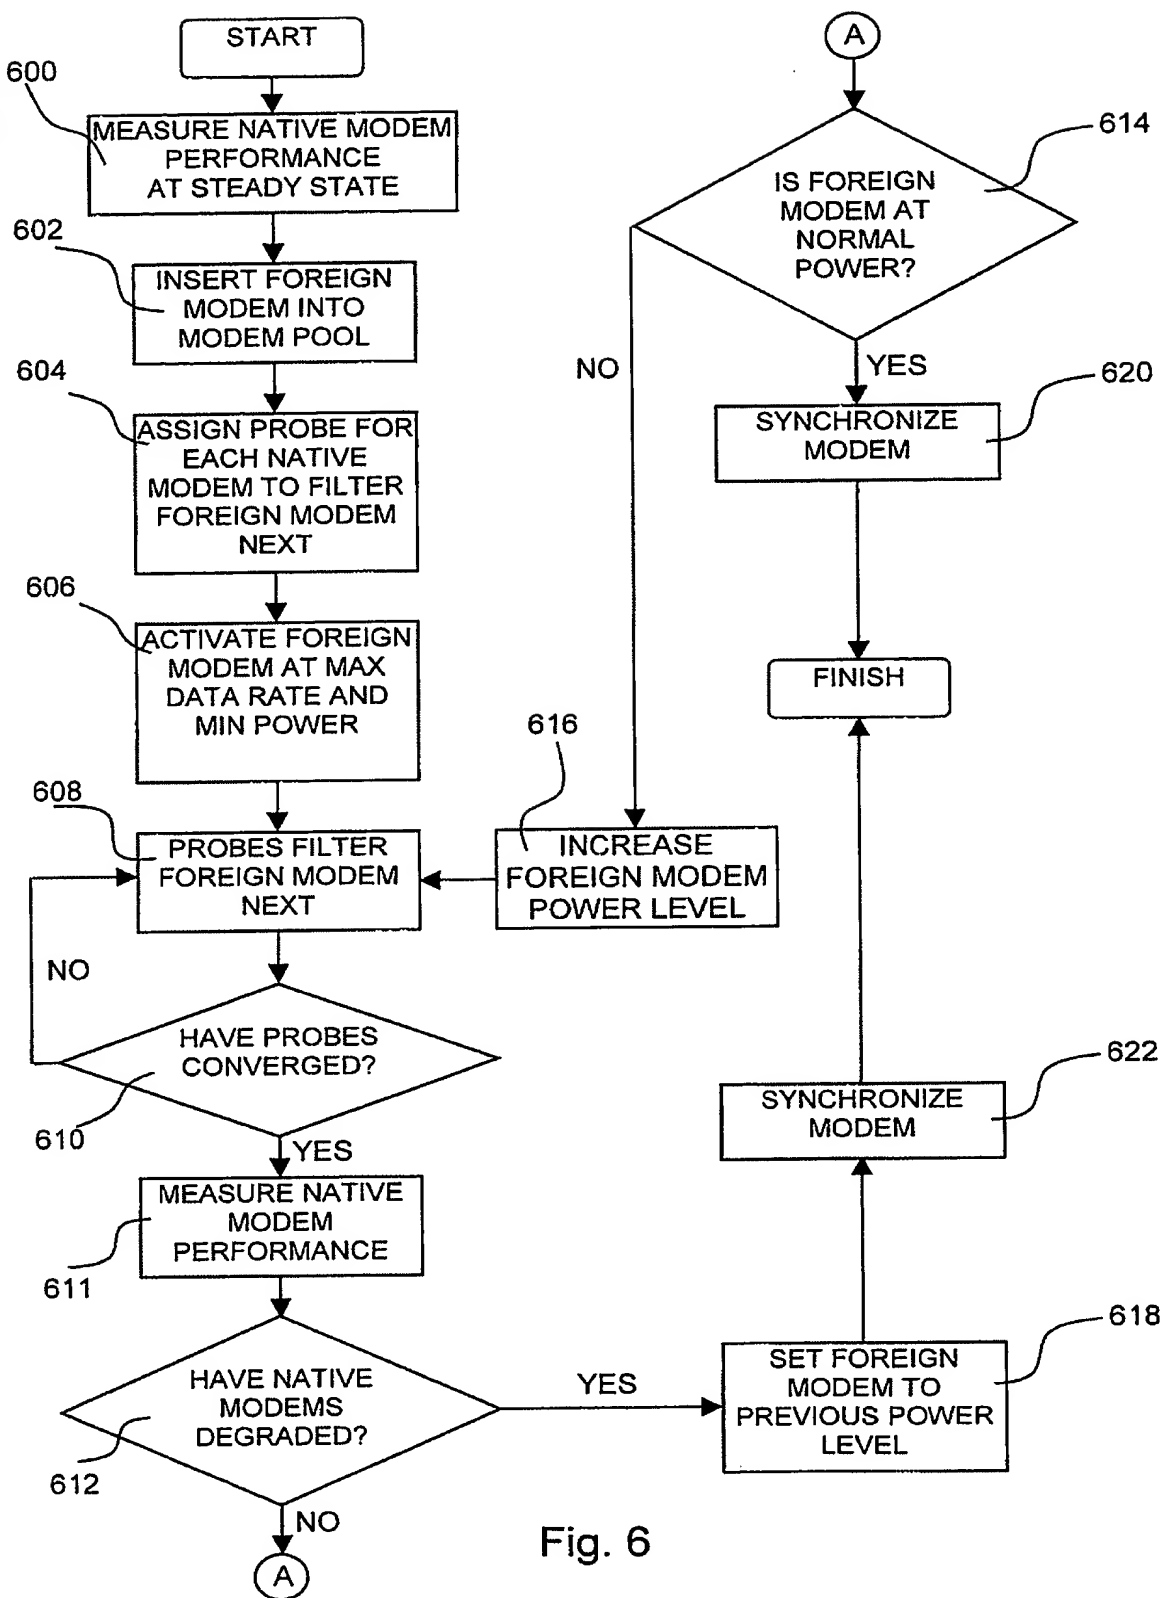 START
600
MEASURE NATIVE MODEM
PERFORMANCE
AT STEADY STATE
602
INSERT FOREIGN
MODEM INTO
MODEM POOL
604
ASSIGN PROBE FOR
EACH NATIVE
MODEM TO FILTER
FOREIGN MODEM
NEXT
606
ACTIVATE FOREIGN
MODEM AT MAX
DATA RATE AND
MIN POWER
608
PROBES FILTER
FOREIGN MODEM
NEXT
NO
HAVE PROBES
CONVERGED?
610
YES
MEASURE NATIVE
MODEM
PERFORMANCE
611
HAVE NATIVE
MODEMS
DEGRADED?
612
YES
NO
A
A
614
IS FOREIGN
MODEM AT
NORMAL
POWER?
NO
YES
616
INCREASE
FOREIGN MODEM
POWER LEVEL
620
SYNCHRONIZE
MODEM
FINISH
622
SYNCHRONIZE
MODEM
618
SET FOREIGN
MODEM TO
PREVIOUS POWER
LEVEL
Fig. 6